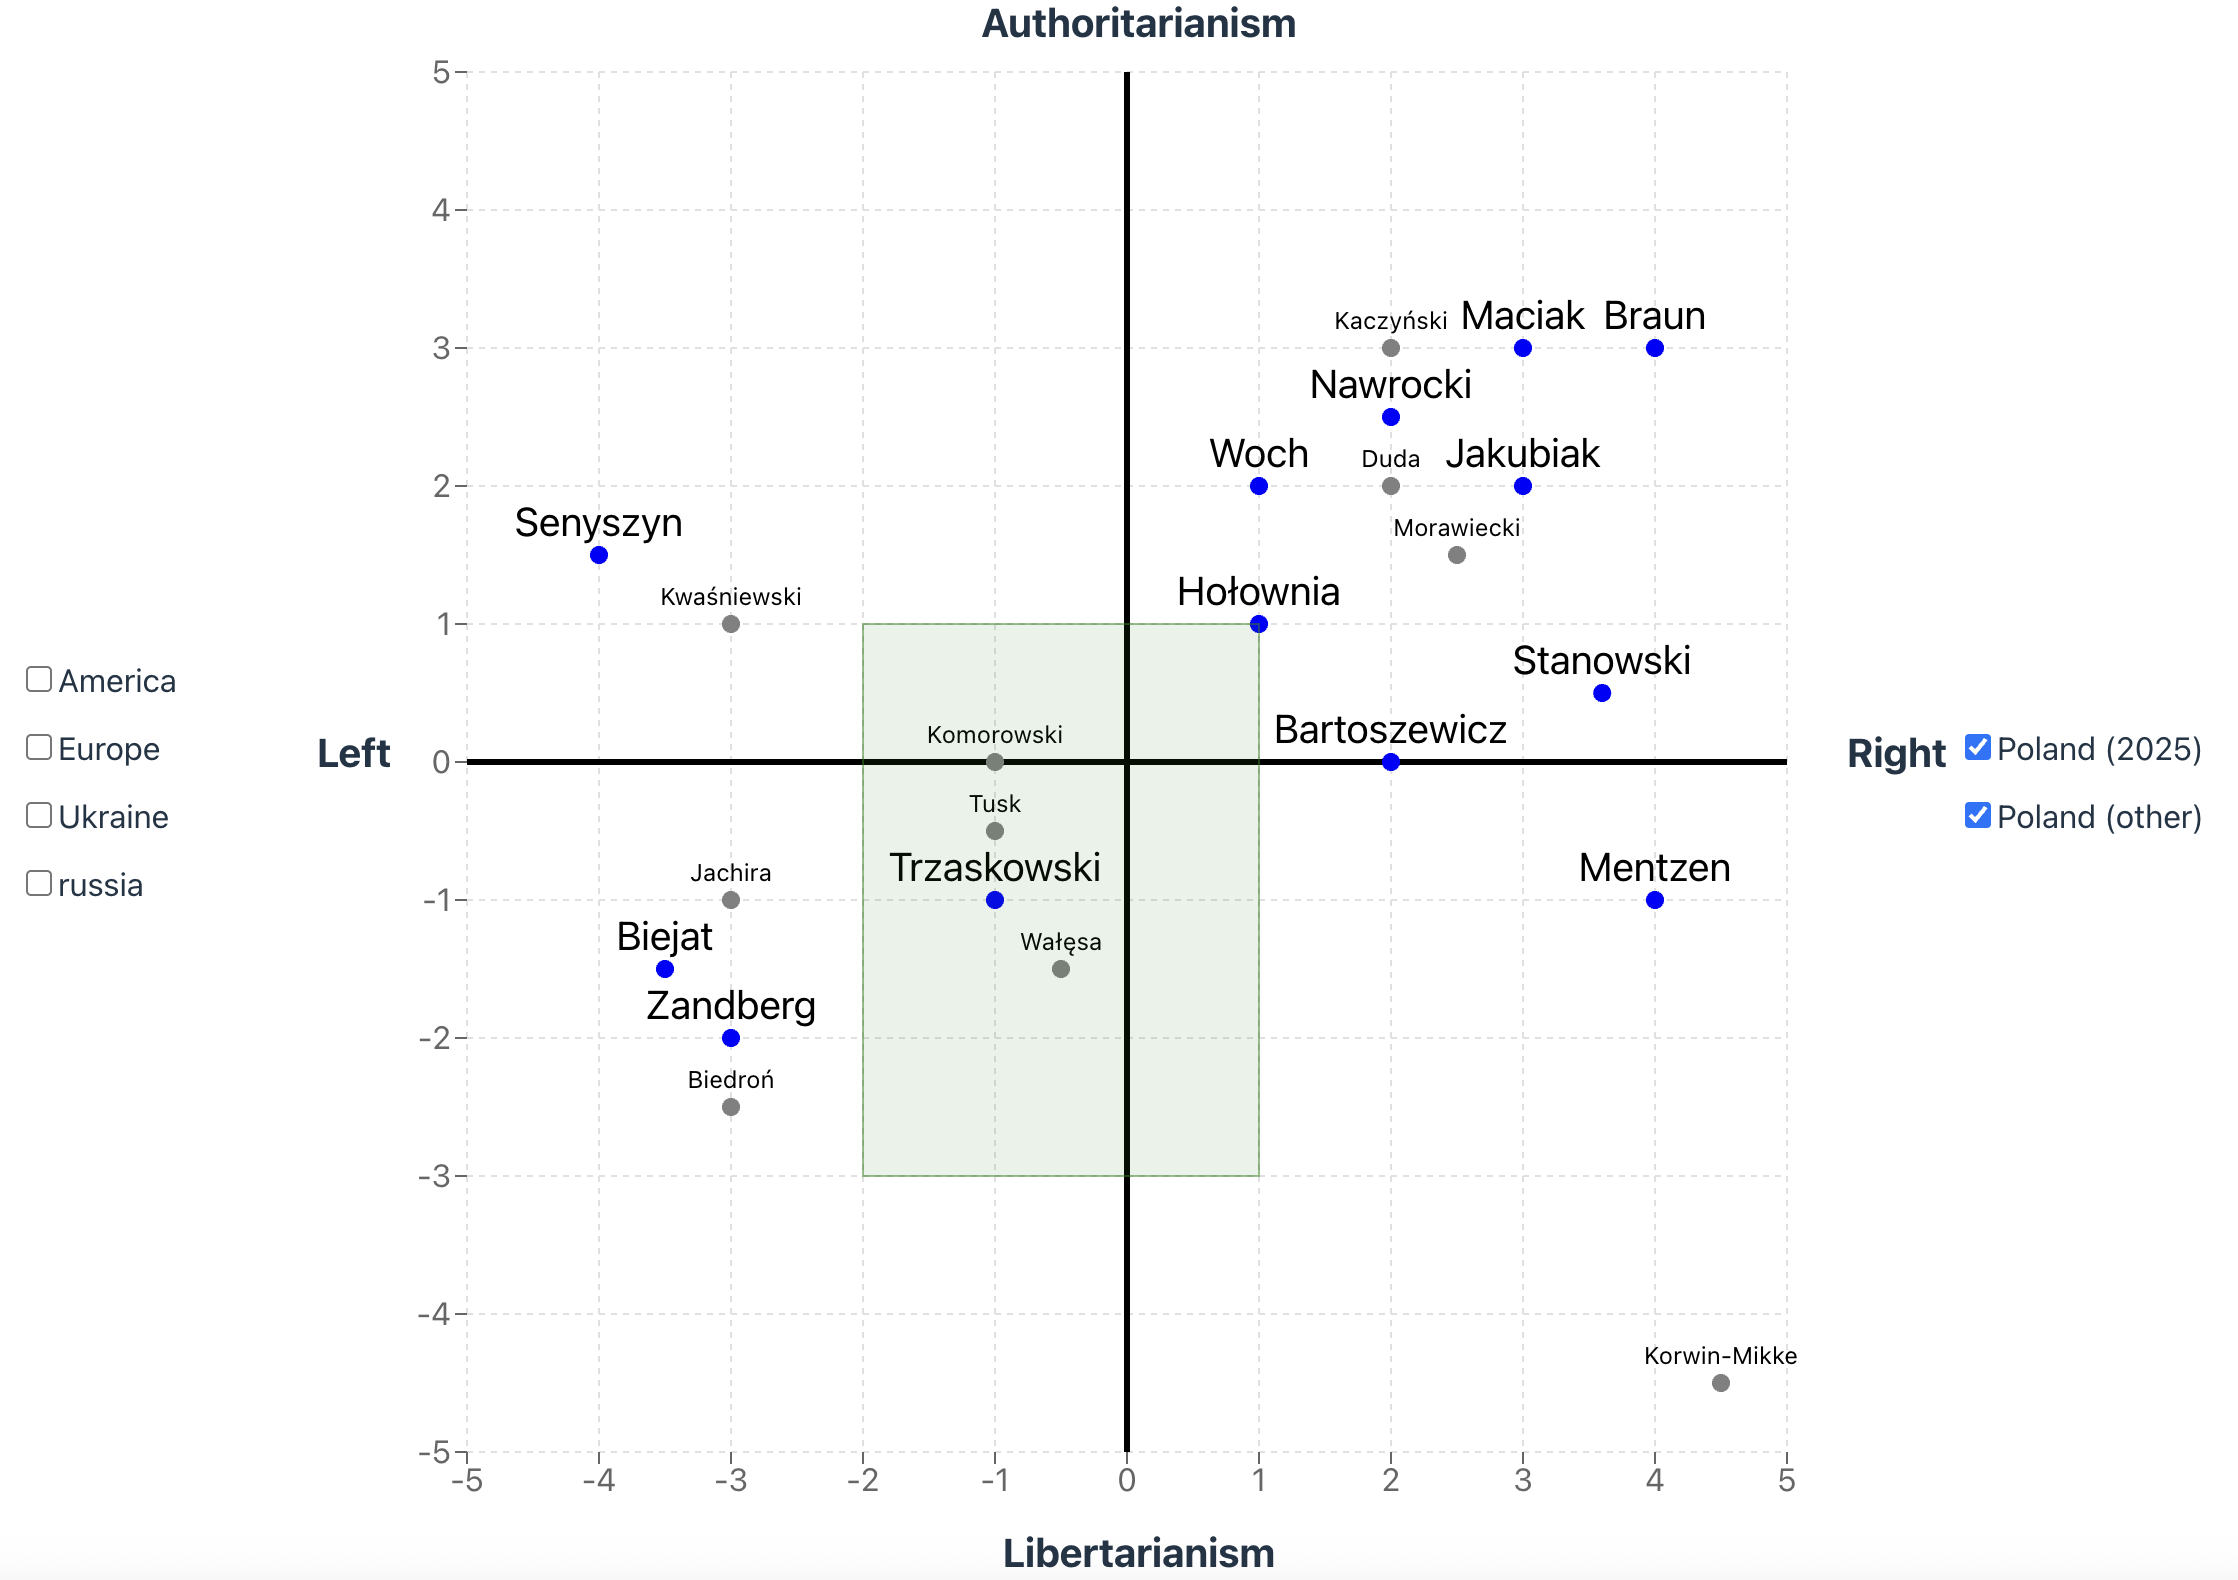 Authoritarianism
5
4
Kaczyński Maciak Braun
3
Nawrocki
Woch Duda Jakubiak
2
Senyszyn Morawiecki
Kwaśniewski Hołownia
1
America
Stanowski
Europe
Left
Komorowski Bartoszewicz
0
Right
Poland (2025)
Ukraine
Tusk
Poland (other)
russia
Jachira Trzaskowski Mentzen
-1
Biejat Wałęsa
Zandberg
-2
Biedroń
-3
-4
Korwin-Mikke
-5
-5 -4 -3 -2 -1 0 1 2 3 4 5
Libertarianism